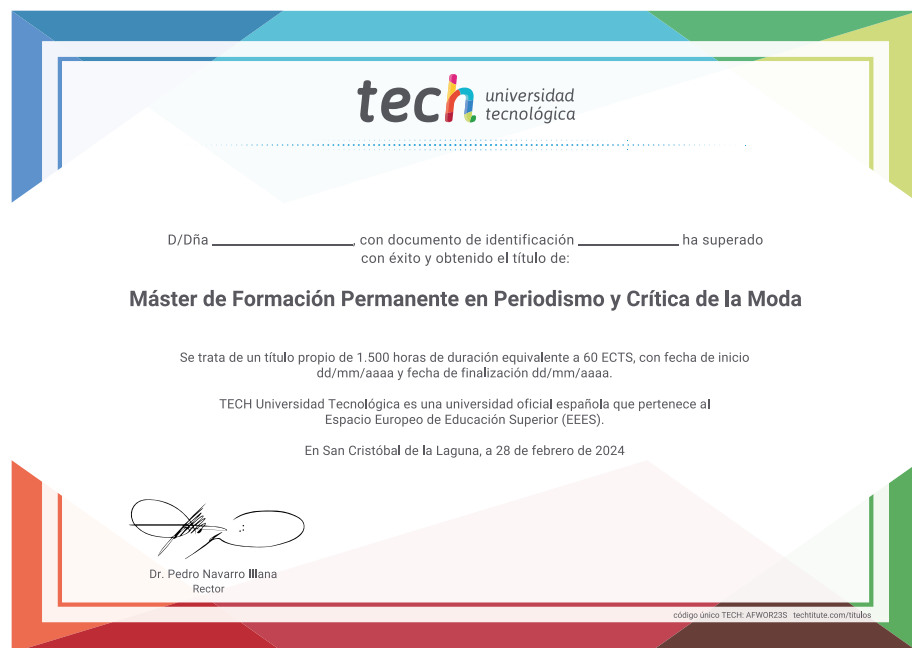 tech universidad
tecnológica
D/Dña ______________, con documento de identificación __________ ha superado
con éxito y obtenido el título de:
Máster de Formación Permanente en Periodismo y Crítica de la Moda
Se trata de un título propio de 1.500 horas de duración equivalente a 60 ECTS, con fecha de inicio
dd/mm/aaaa y fecha de finalización dd/mm/aaaa.
TECH Universidad Tecnológica es una universidad oficial española que pertenece al
Espacio Europeo de Educación Superior (EEES).
En San Cristóbal de la Laguna, a 28 de febrero de 2024
Dr. Pedro Navarro Illana
Rector
código único TECH: AFWOR23S techtitute.com/titulos